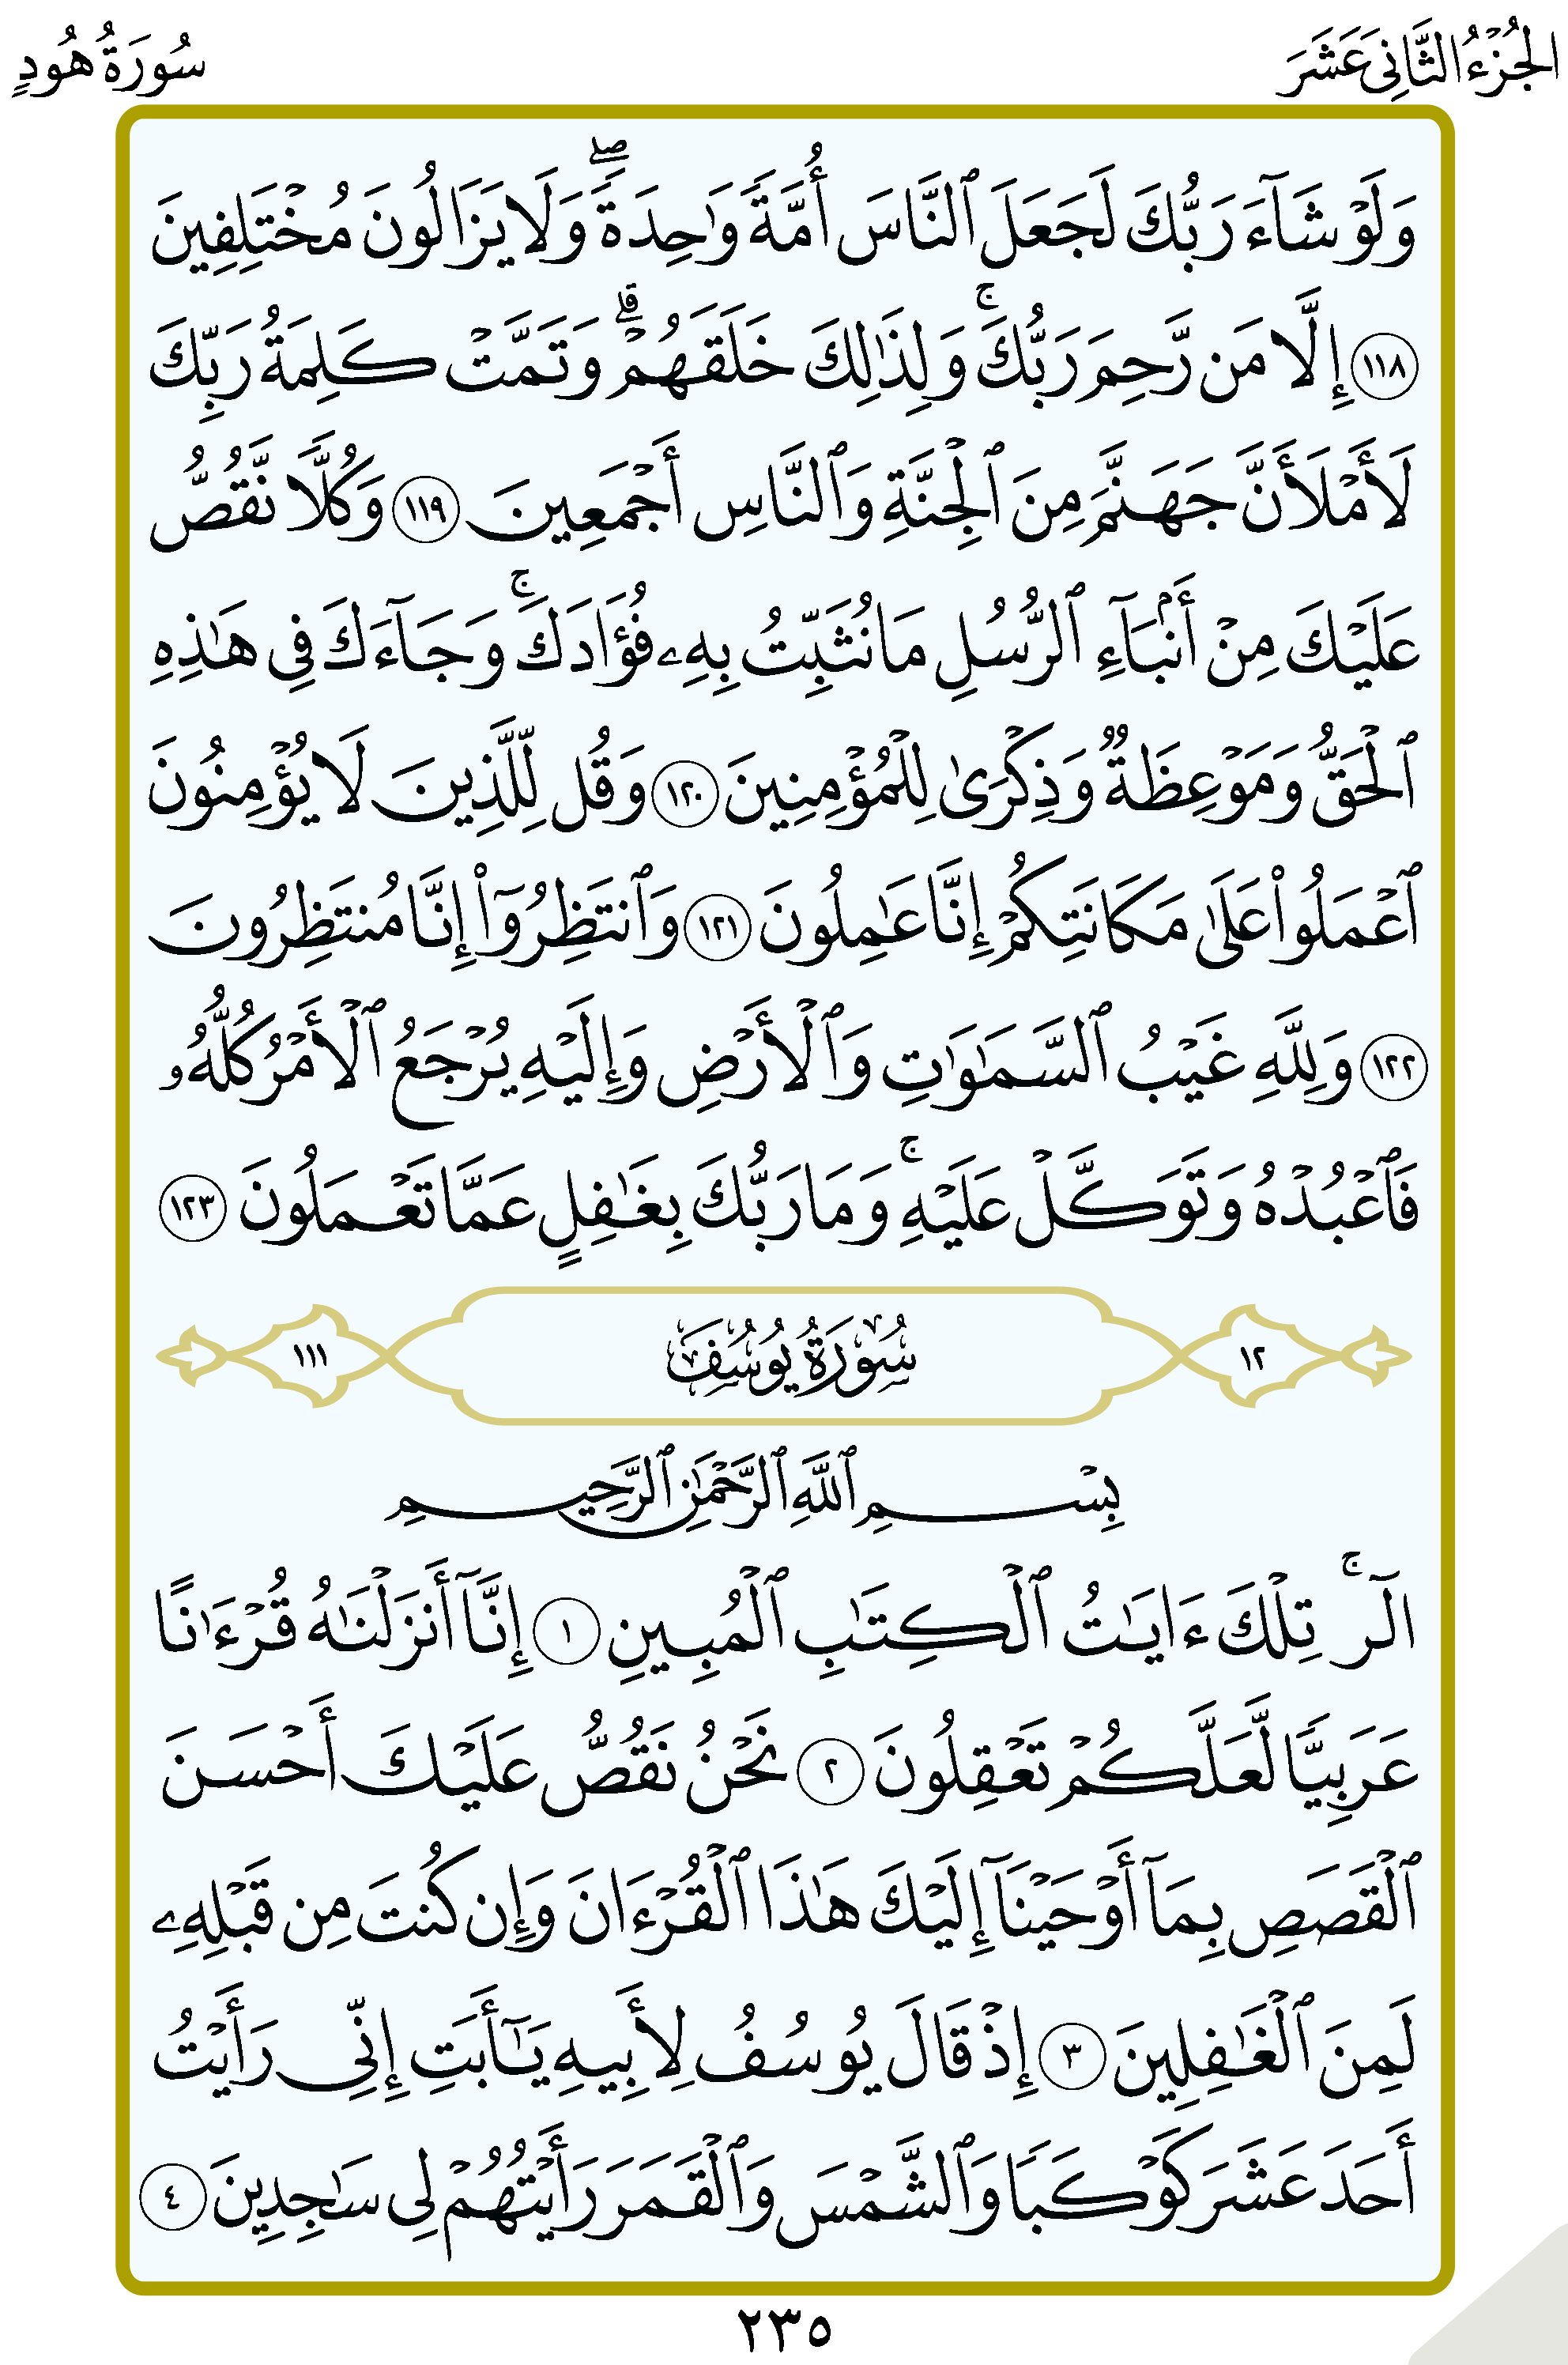 الجُزْءُ الثَّانِي عَشَرَ
سُورَةُ هُودٍ
وَلَوْ شَآءَ رَبُّكَ لَجَعَلَ ٱلنَّاسَ أُمَّةً وَٰحِدَةًۖ وَلَا يَزَالُونَ مُخْتَلِفِينَ
١١٨ إِلَّا مَن رَّحِمَ رَبُّكَۚ وَلِذَٰلِكَ خَلَقَهُمْۗ وَتَمَّتْ كَلِمَةُ رَبِّكَ
لَأَمْلَأَنَّ جَهَنَّمَ مِنَ ٱلْجِنَّةِ وَٱلنَّاسِ أَجْمَعِينَ ١١٩ وَكُلًّا نَّقُصُّ
عَلَيْكَ مِنْ أَنۢبَآءِ ٱلرُّسُلِ مَا نُثَبِّتُ بِهِۦ فُؤَادَكَۚ وَجَآءَكَ فِى هَٰذِهِ
ٱلْحَقُّ وَمَوْعِظَةٌ وَذِكْرَىٰ لِلْمُؤْمِنِينَ ١٢٠ وَقُل لِّلَّذِينَ لَا يُؤْمِنُونَ
ٱعْمَلُوا۟ عَلَىٰ مَكَانَتِكُمْ إِنَّا عَٰمِلُونَ ١٢١ وَٱنتَظِرُوٓا۟ إِنَّا مُنتَظِرُونَ
١٢٢ وَلِلَّهِ غَيْبُ ٱلسَّمَٰوَٰتِ وَٱلْأَرْضِ وَإِلَيْهِ يُرْجَعُ ٱلْأَمْرُ كُلُّهُۥ
فَٱعْبُدْهُ وَتَوَكَّلْ عَلَيْهِۚ وَمَا رَبُّكَ بِغَٰفِلٍ عَمَّا تَعْمَلُونَ ١٢٣
١٢ سُورَةُ يُوسُفَ ١١١
بِسْمِ ٱللَّهِ ٱلرَّحْمَٰنِ ٱلرَّحِيمِ
الٓرۚ تِلْكَ ءَايَٰتُ ٱلْكِتَٰبِ ٱلْمُبِينِ ١ إِنَّآ أَنزَلْنَٰهُ قُرْءَٰنًا
عَرَبِيًّا لَّعَلَّكُمْ تَعْقِلُونَ ٢ نَحْنُ نَقُصُّ عَلَيْكَ أَحْسَنَ
ٱلْقَصَصِ بِمَآ أَوْحَيْنَآ إِلَيْكَ هَٰذَا ٱلْقُرْءَانَ وَإِن كُنتَ مِن قَبْلِهِۦ
لَمِنَ ٱلْغَٰفِلِينَ ٣ إِذْ قَالَ يُوسُفُ لِأَبِيهِ يَٰٓأَبَتِ إِنِّى رَأَيْتُ
أَحَدَ عَشَرَ كَوْكَبًا وَٱلشَّمْسَ وَٱلْقَمَرَ رَأَيْتُهُمْ لِى سَٰجِدِينَ ٤
٢٣٥